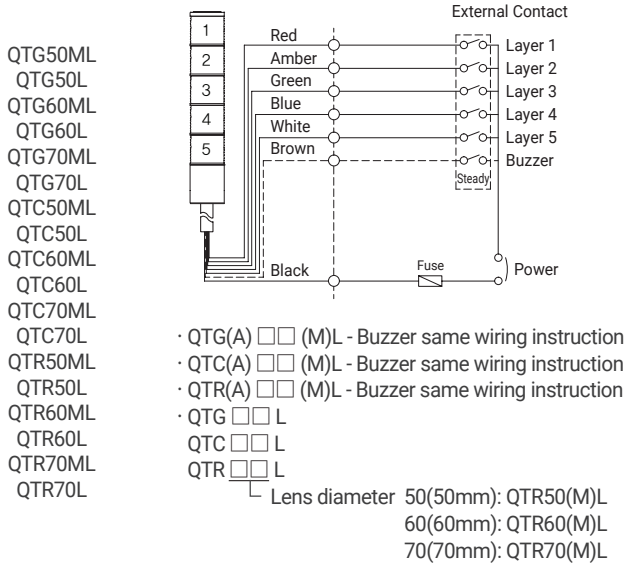 QTG50ML
QTG50L
QTG60ML
QTG60L
QTG70ML
QTG70L
QTC50ML
QTC50L
QTC60ML
QTC60L
QTC70ML
QTC70L
QTR50ML
QTR50L
QTR60ML
QTR60L
QTR70ML
QTR70L
External Contact
1
2
3
4
5
Red
Layer 1
Amber
Layer 2
Green
Layer 3
Blue
Layer 4
White
Layer 5
Brown
Buzzer
Steady
Black
Fuse
Power
· QTG(A) □□ (M)L - Buzzer same wiring instruction
· QTC(A) □□ (M)L - Buzzer same wiring instruction
· QTR(A) □□ (M)L - Buzzer same wiring instruction
· QTG □□ L
QTC □□ L
QTR □□ L
Lens diameter 50(50mm): QTR50(M)L
60(60mm): QTR60(M)L
70(70mm): QTR70(M)L